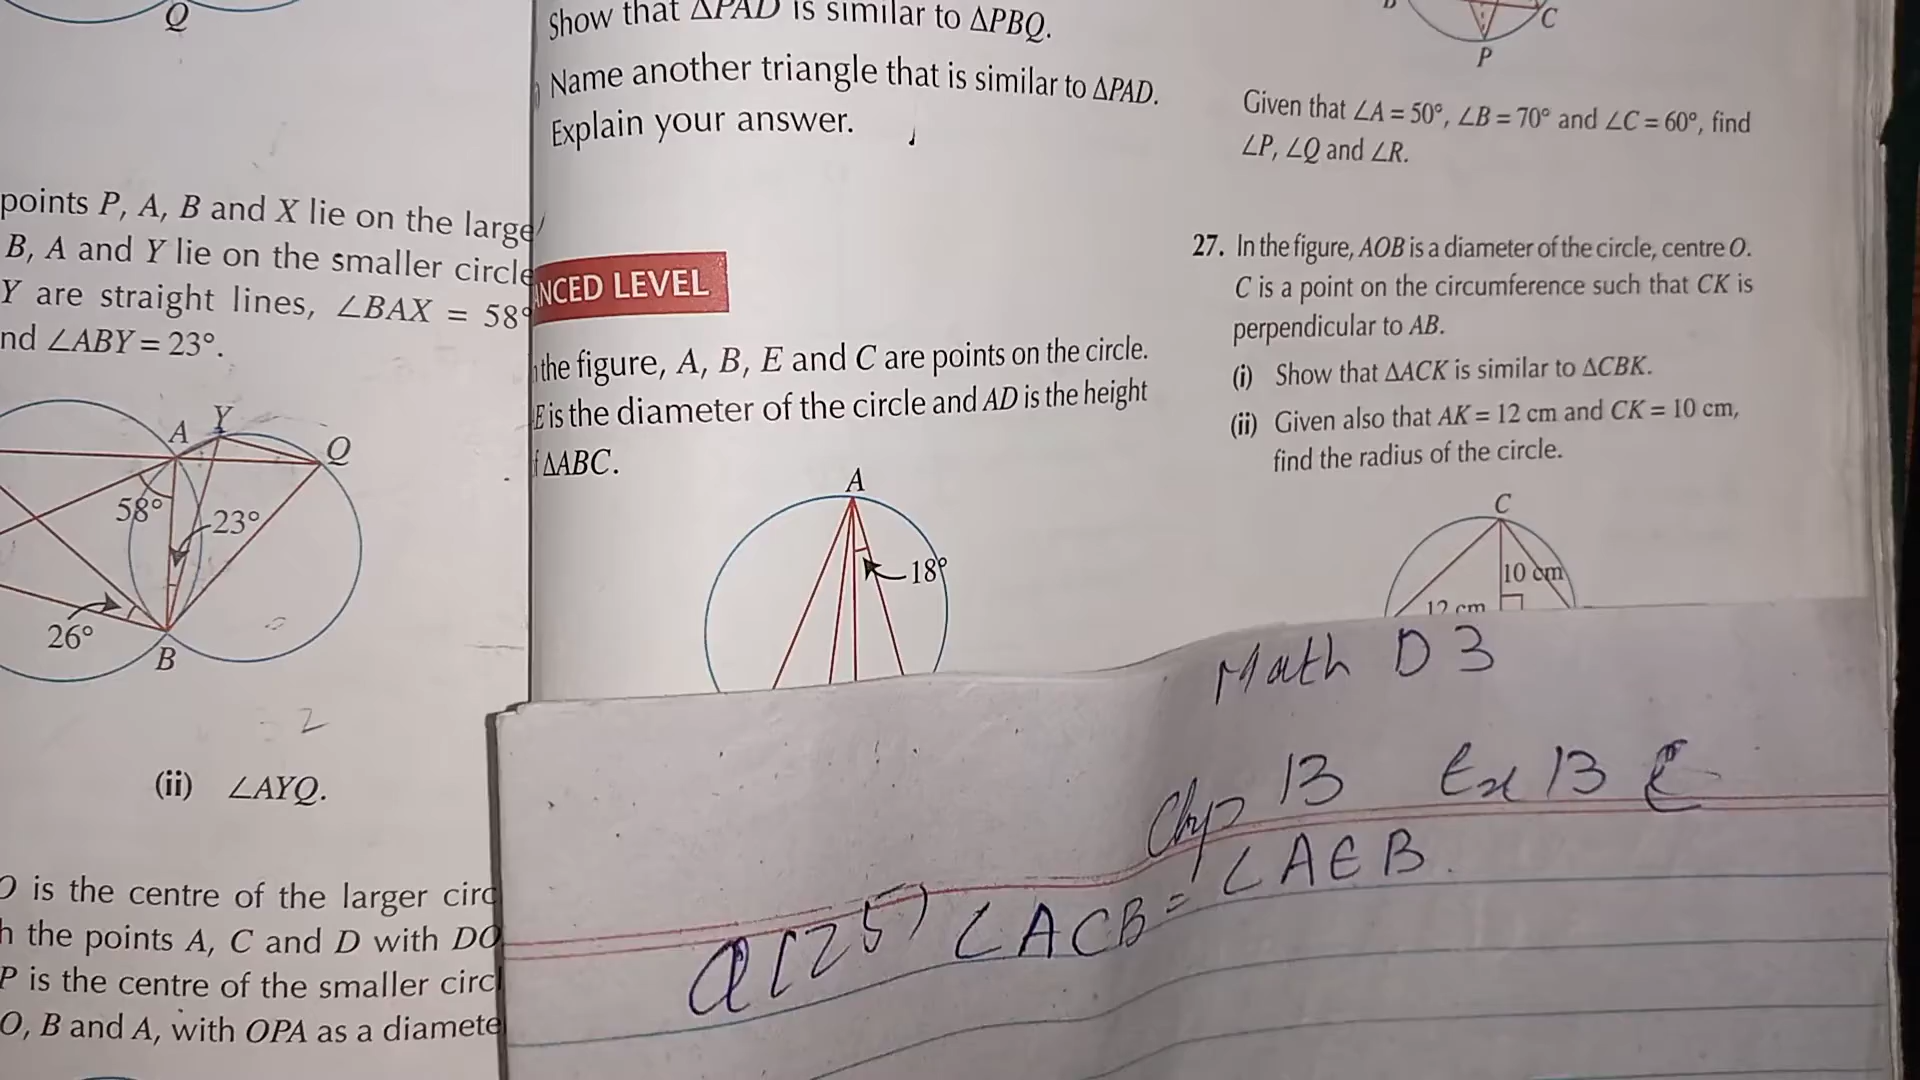 Q
points P, A, B and X lie on the large
B, A and Y lie on the smaller circle
Y are straight lines, ∠BAX = 58°
nd ∠ABY = 23°.
A
Y
Q
58°
23°
26°
B
2
(ii) ∠AYQ.
O is the centre of the larger circ
h the points A, C and D with DO
P is the centre of the smaller circ
O, B and A, with OPA as a diamete
Show that ΔPAD is similar to ΔPBQ.
Name another triangle that is similar to ΔPAD.
Explain your answer.
NCED LEVEL
the figure, A, B, E and C are points on the circle.
E is the diameter of the circle and AD is the height
f ΔABC.
A
18°
C
P
Given that ∠A = 50°, ∠B = 70° and ∠C = 60°, find
∠P, ∠Q and ∠R.
27. In the figure, AOB is a diameter of the circle, centre O.
C is a point on the circumference such that CK is
perpendicular to AB.
(i) Show that ΔACK is similar to ΔCBK.
(ii) Given also that AK = 12 cm and CK = 10 cm,
find the radius of the circle.
C
10 cm
12 cm
Math D 3
Chp 13 Ex 13 C
Q(25) ∠ACB = ∠AEB.